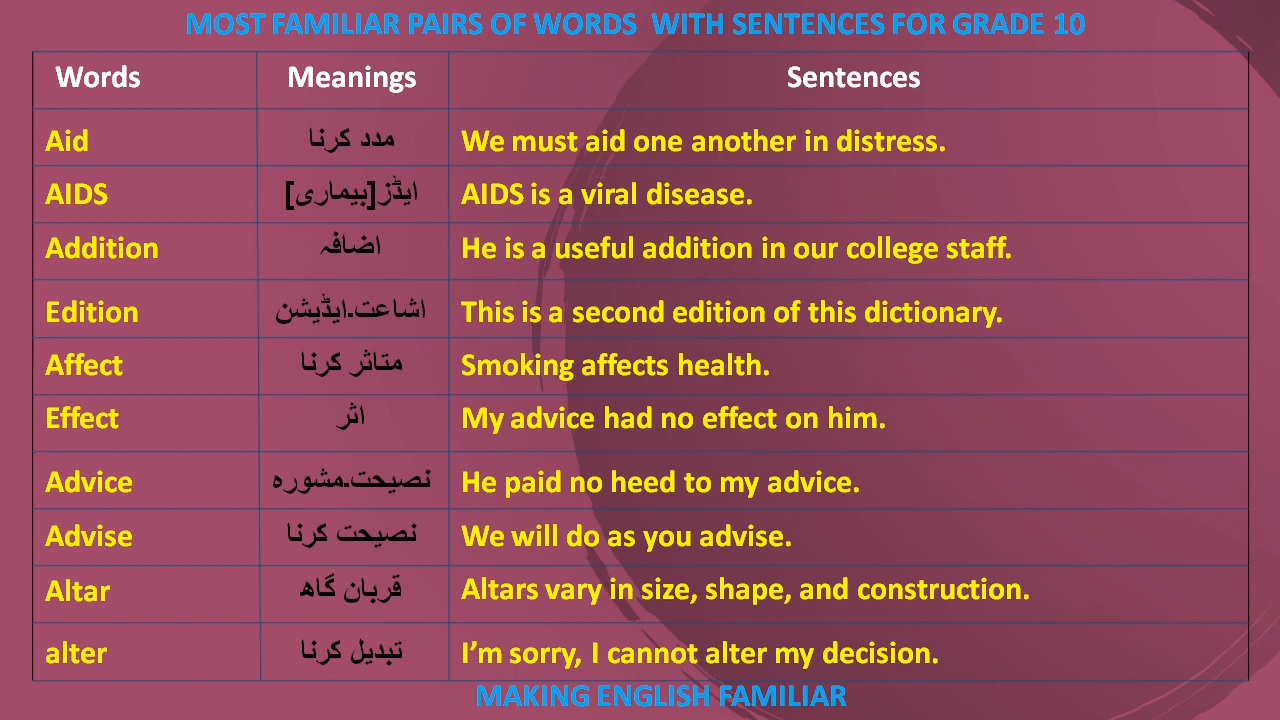 MOST FAMILIAR PAIRS OF WORDS WITH SENTENCES FOR GRADE 10
Words Meanings Sentences
Aid مدد کرنا We must aid one another in distress.
AIDS ایڈز[بیماری] AIDS is a viral disease.
Addition اضافہ He is a useful addition in our college staff.
Edition اشاعت۔ایڈیشن This is a second edition of this dictionary.
Affect متاثر کرنا Smoking affects health.
Effect اثر My advice had no effect on him.
Advice نصیحت۔مشورہ He paid no heed to my advice.
Advise نصیحت کرنا We will do as you advise.
Altar قربان گاھ Altars vary in size, shape, and construction.
alter تبدیل کرنا I’m sorry, I cannot alter my decision.
MAKING ENGLISH FAMILIAR